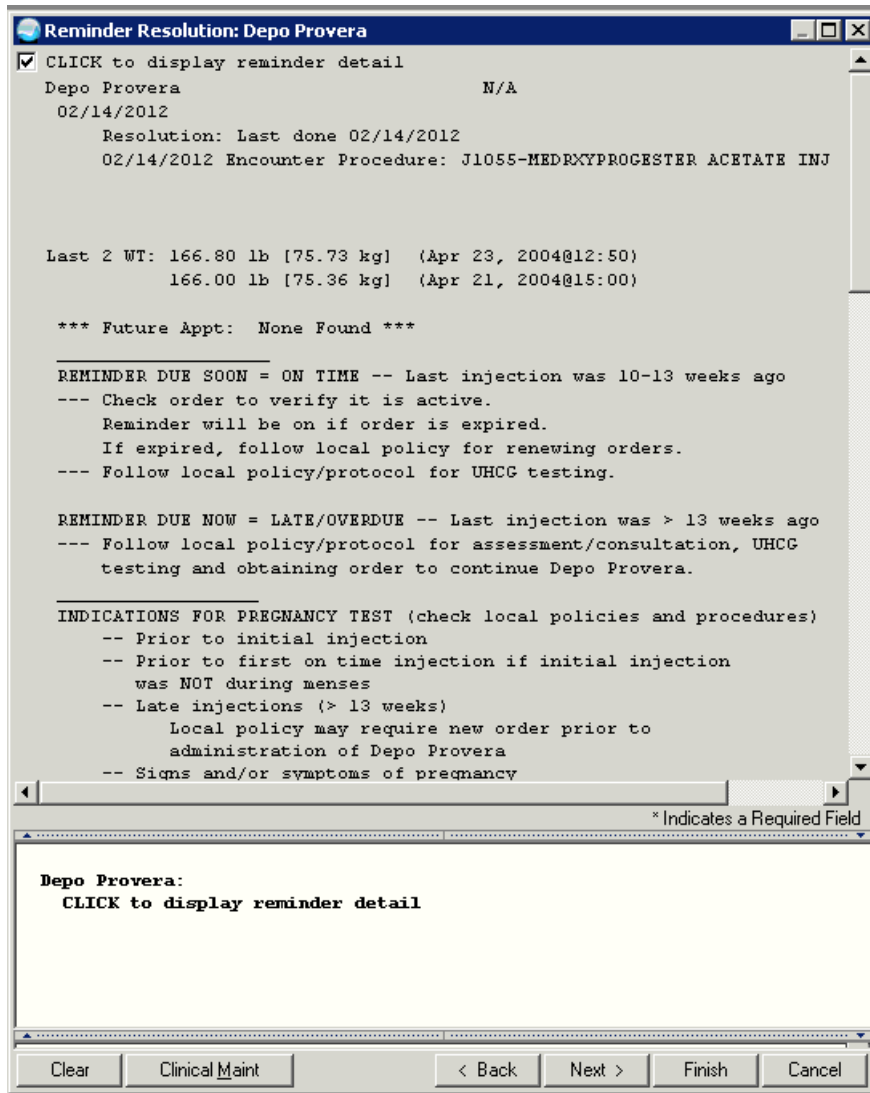 Reminder Resolution: Depo Provera
CLICK to display reminder detail
Depo Provera N/A
02/14/2012
Resolution: Last done 02/14/2012
02/14/2012 Encounter Procedure: J1055-MEDRXYPROGESTER ACETATE INJ
Last 2 WT: 166.80 lb [75.73 kg] (Apr 23, 2004@12:50)
166.00 lb [75.36 kg] (Apr 21, 2004@15:00)
*** Future Appt: None Found ***
REMINDER DUE SOON = ON TIME -- Last injection was 10-13 weeks ago
--- Check order to verify it is active.
Reminder will be on if order is expired.
If expired, follow local policy for renewing orders.
--- Follow local policy/protocol for UHCG testing.
REMINDER DUE NOW = LATE/OVERDUE -- Last injection was > 13 weeks ago
--- Follow local policy/protocol for assessment/consultation, UHCG
testing and obtaining order to continue Depo Provera.
INDICATIONS FOR PREGNANCY TEST (check local policies and procedures)
-- Prior to initial injection
-- Prior to first on time injection if initial injection
was NOT during menses
-- Late injections (> 13 weeks)
Local policy may require new order prior to
administration of Depo Provera
-- Signs and/or symptoms of pregnancy
* Indicates a Required Field
Depo Provera:
CLICK to display reminder detail
Clear Clinical Maint < Back Next > Finish Cancel